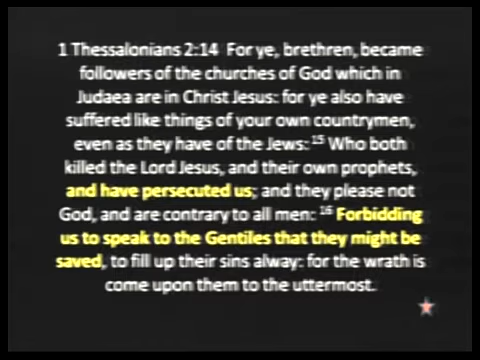 1 Thessalonians 2:14 For ye, brethren, became
followers of the churches of God which in
Judaea are in Christ Jesus: for ye also have
suffered like things of your own countrymen,
even as they have of the Jews: 15 Who both
killed the Lord Jesus, and their own prophets,
and have persecuted us; and they please not
God, and are contrary to all men: 16 Forbidding
us to speak to the Gentiles that they might be
saved, to fill up their sins alway: for the wrath is
come upon them to the uttermost.